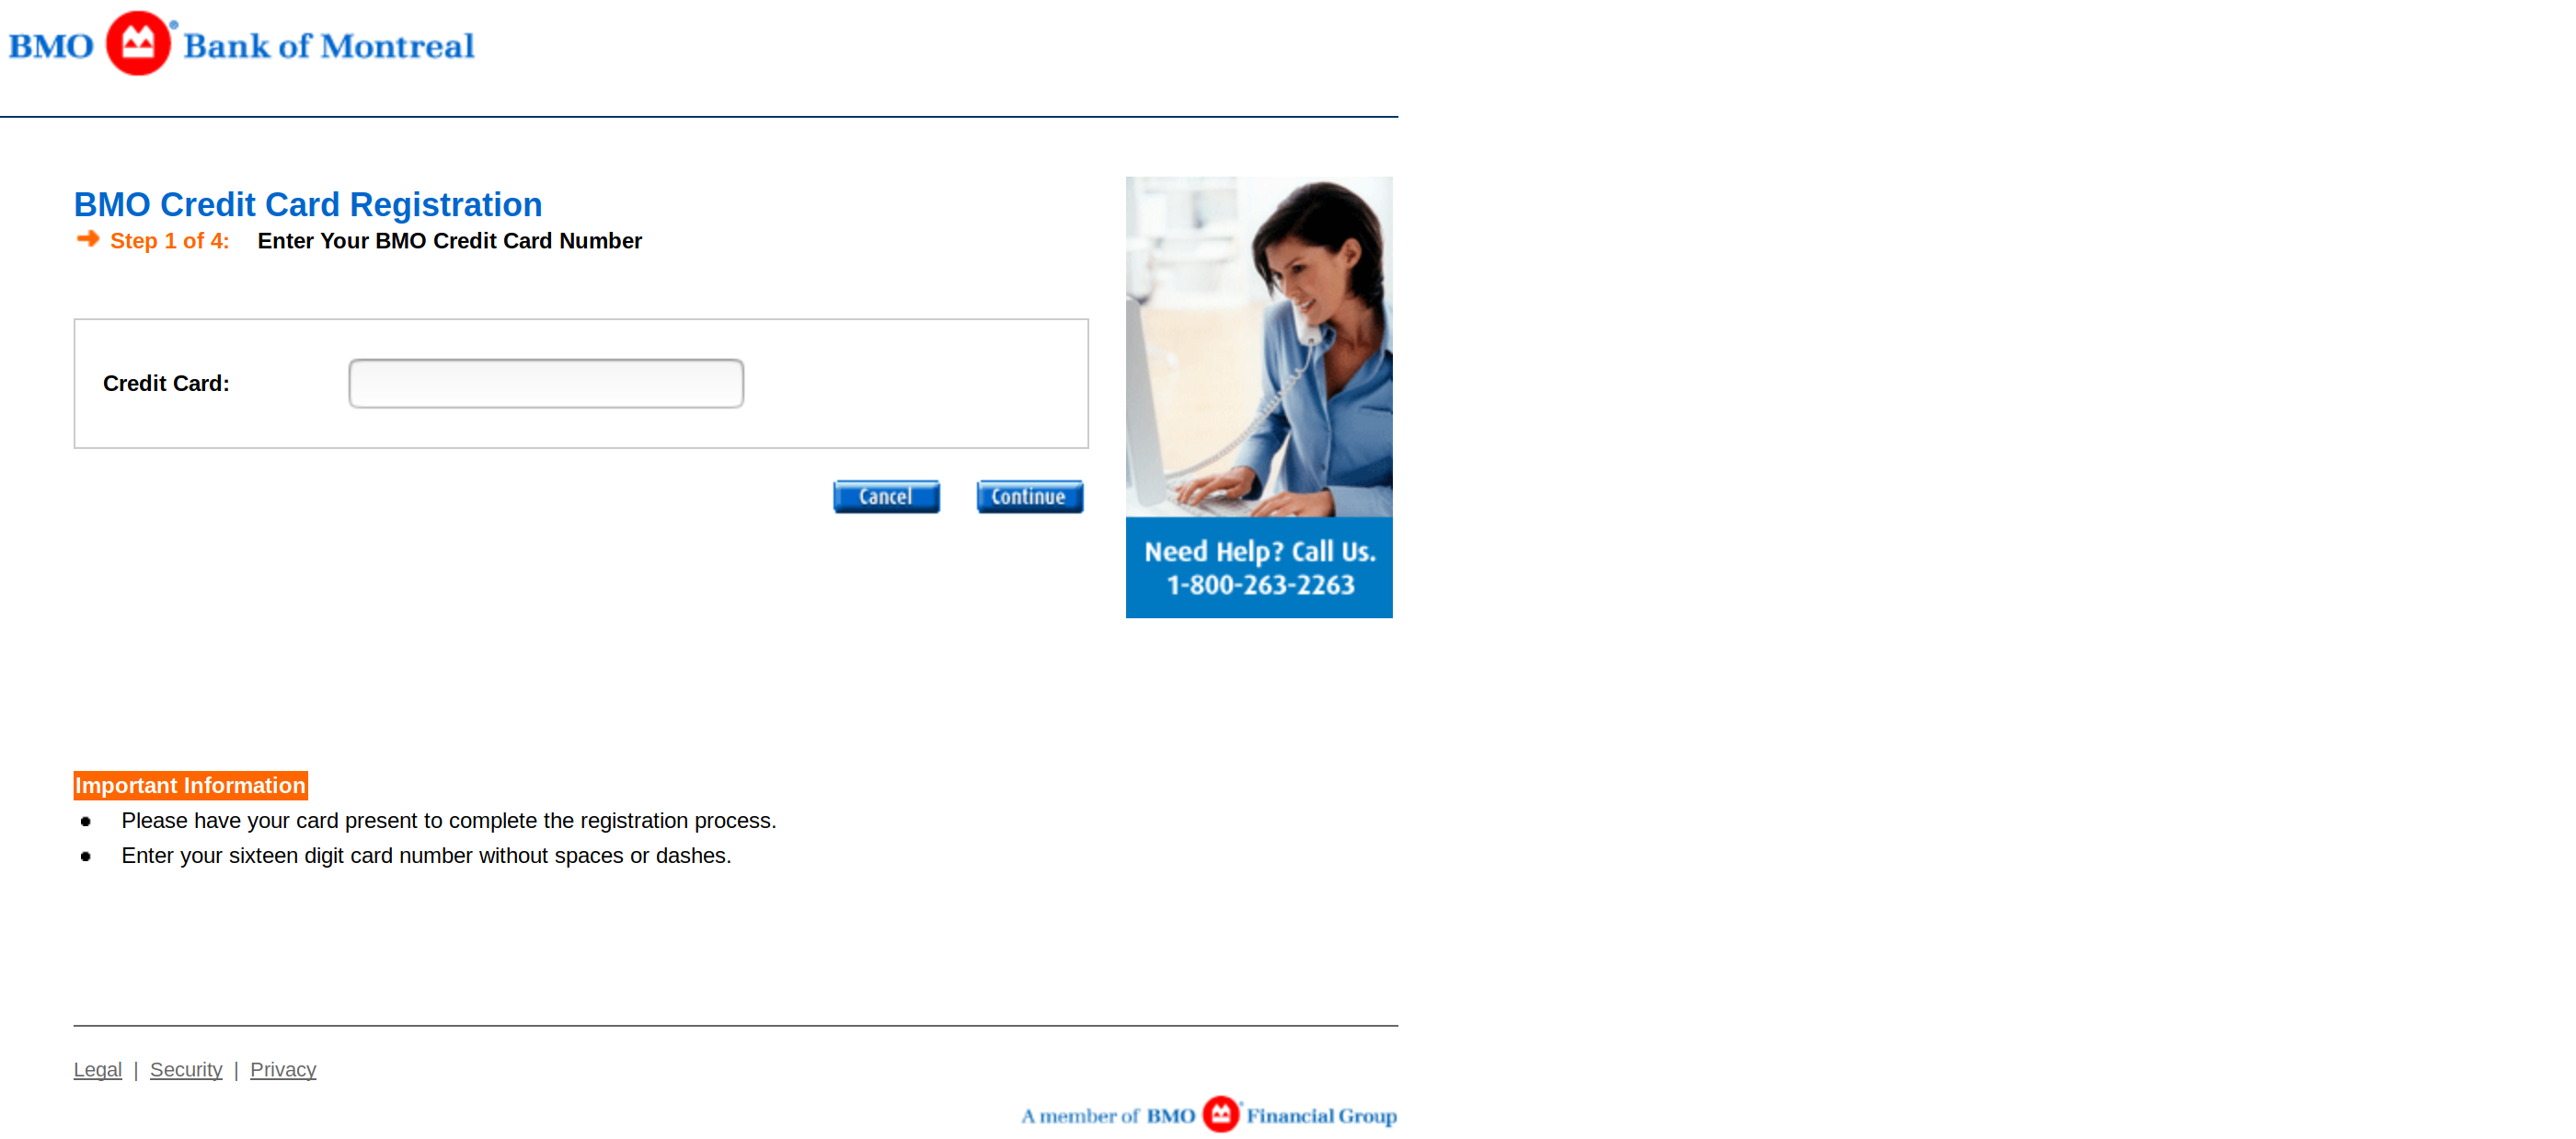 BMO Bank of Montreal
BMO Credit Card Registration
Step 1 of 4: Enter Your BMO Credit Card Number
Credit Card:
Cancel Continue
Need Help? Call Us.
1-800-263-2263
Important Information
• Please have your card present to complete the registration process.
• Enter your sixteen digit card number without spaces or dashes.
Legal | Security | Privacy
A member of BMO Financial Group